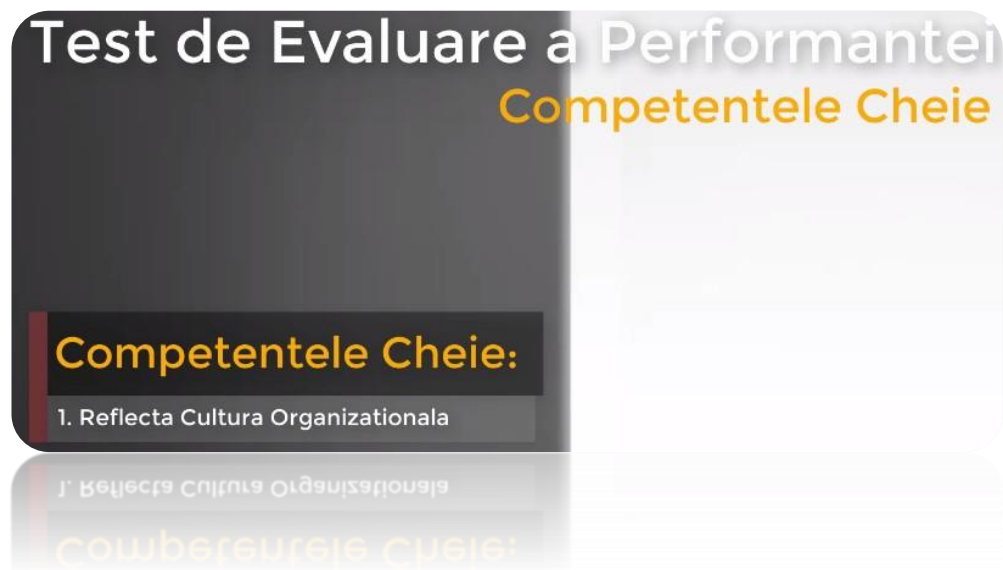 Test de Evaluare a Performantei
Competentele Cheie
Competentele Cheie:
1. Reflecta Cultura Organizationala